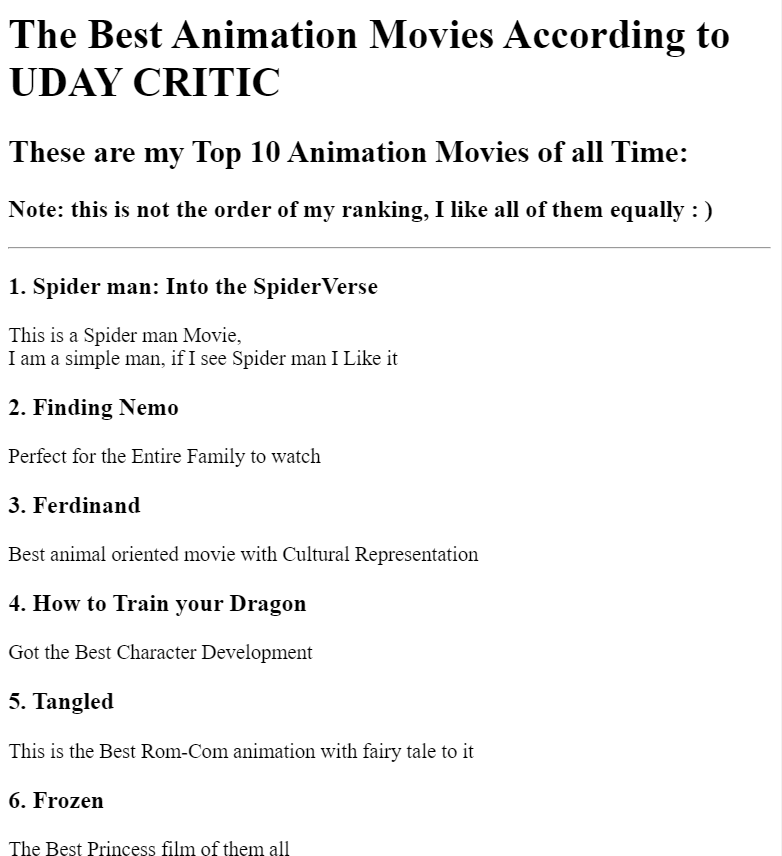 The Best Animation Movies According to
UDAY CRITIC
These are my Top 10 Animation Movies of all Time:
Note: this is not the order of my ranking, I like all of them equally : )
1. Spider man: Into the SpiderVerse
This is a Spider man Movie,
I am a simple man, if I see Spider man I Like it
2. Finding Nemo
Perfect for the Entire Family to watch
3. Ferdinand
Best animal oriented movie with Cultural Representation
4. How to Train your Dragon
Got the Best Character Development
5. Tangled
This is the Best Rom-Com animation with fairy tale to it
6. Frozen
The Best Princess film of them all